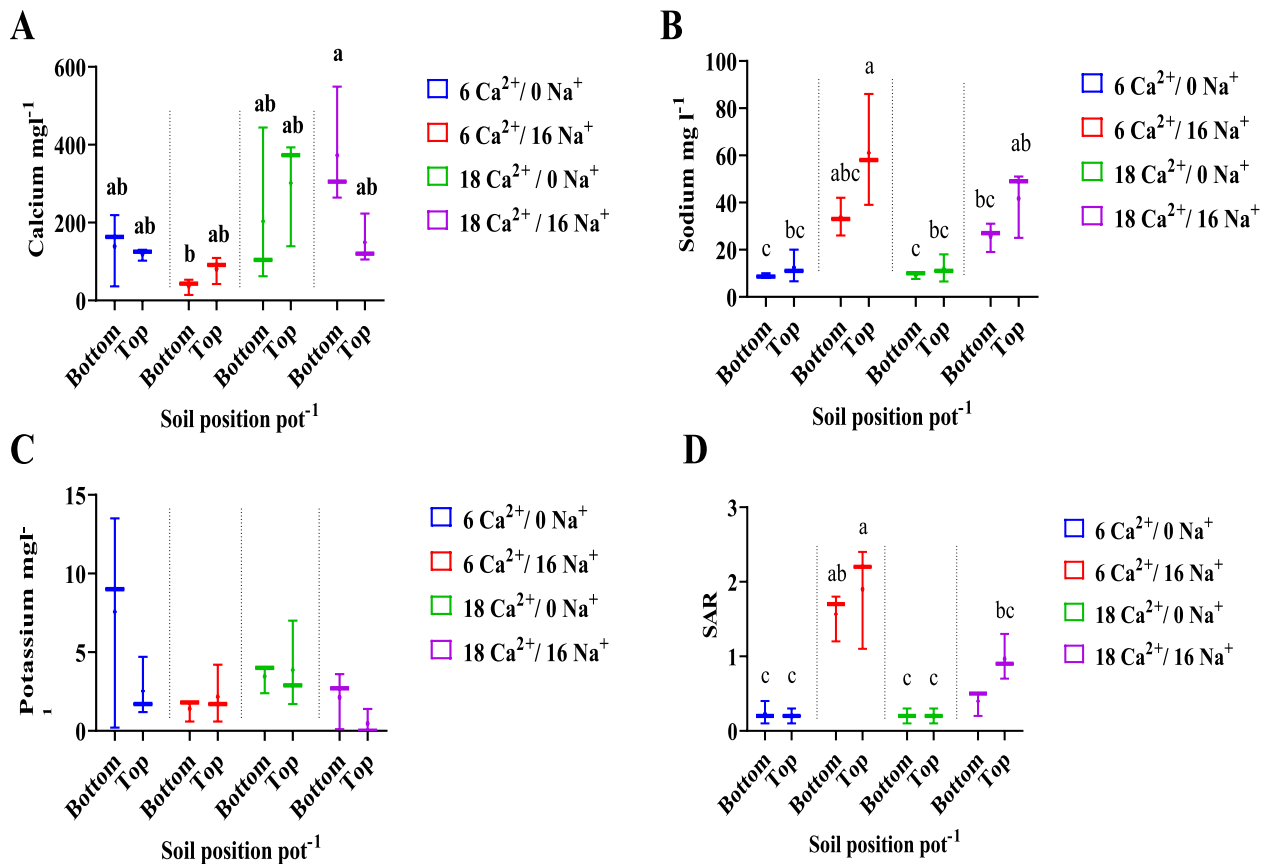 A
Calcium mgl-1
600
400
200
0
ab
ab
b
ab
ab
ab
a
ab
Bottom
Top
Bottom
Top
Bottom
Top
Bottom
Top
Soil position pot-1
6 Ca2+/ 0 Na+
6 Ca2+/ 16 Na+
18 Ca2+/ 0 Na+
18 Ca2+/ 16 Na+
B
Sodium mg l-1
100
80
60
40
20
0
c
bc
abc
a
c
bc
bc
ab
Bottom
Top
Bottom
Top
Bottom
Top
Bottom
Top
Soil position pot-1
6 Ca2+/ 0 Na+
6 Ca2+/ 16 Na+
18 Ca2+/ 0 Na+
18 Ca2+/ 16 Na+
C
Potassium mgl-
1
15
10
5
0
Bottom
Top
Bottom
Top
Bottom
Top
Bottom
Top
Soil position pot-1
6 Ca2+/ 0 Na+
6 Ca2+/ 16 Na+
18 Ca2+/ 0 Na+
18 Ca2+/ 16 Na+
D
SAR
3
2
1
0
c
c
ab
a
c
c
bc
Bottom
Top
Bottom
Top
Bottom
Top
Bottom
Top
Soil position pot-1
6 Ca2+/ 0 Na+
6 Ca2+/ 16 Na+
18 Ca2+/ 0 Na+
18 Ca2+/ 16 Na+